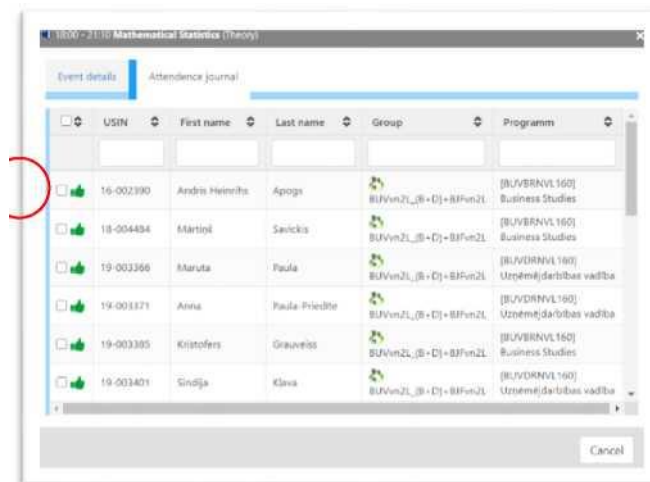 18:00 - 21:10 Mathematical Statistics (Theory)
Event details Attendence journal
USIN First name Last name Group Programm
16-002390 Andris Heinrihs Apogs BUVvn2L_(B+D)+BJFvn2L [BUVBRNVL160] Business Studies
18-004484 Mārtiņš Savickis BUVvn2L_(B+D)+BJFvn2L [BUVBRNVL160] Business Studies
19-003366 Maruta Paula BUVvn2L_(B+D)+BJFvn2L [BUVDRNVL160] Uzņēmējdarbības vadība
19-003371 Anna Paula-Priedīte BUVvn2L_(B+D)+BJFvn2L [BUVDRNVL160] Uzņēmējdarbības vadība
19-003385 Kristofers Grauveiss BUVvn2L_(B+D)+BJFvn2L [BUVBRNVL160] Business Studies
19-003401 Sindija Klava BUVvn2L_(B+D)+BJFvn2L [BUVDRNVL160] Uzņēmējdarbības vadība
Cancel